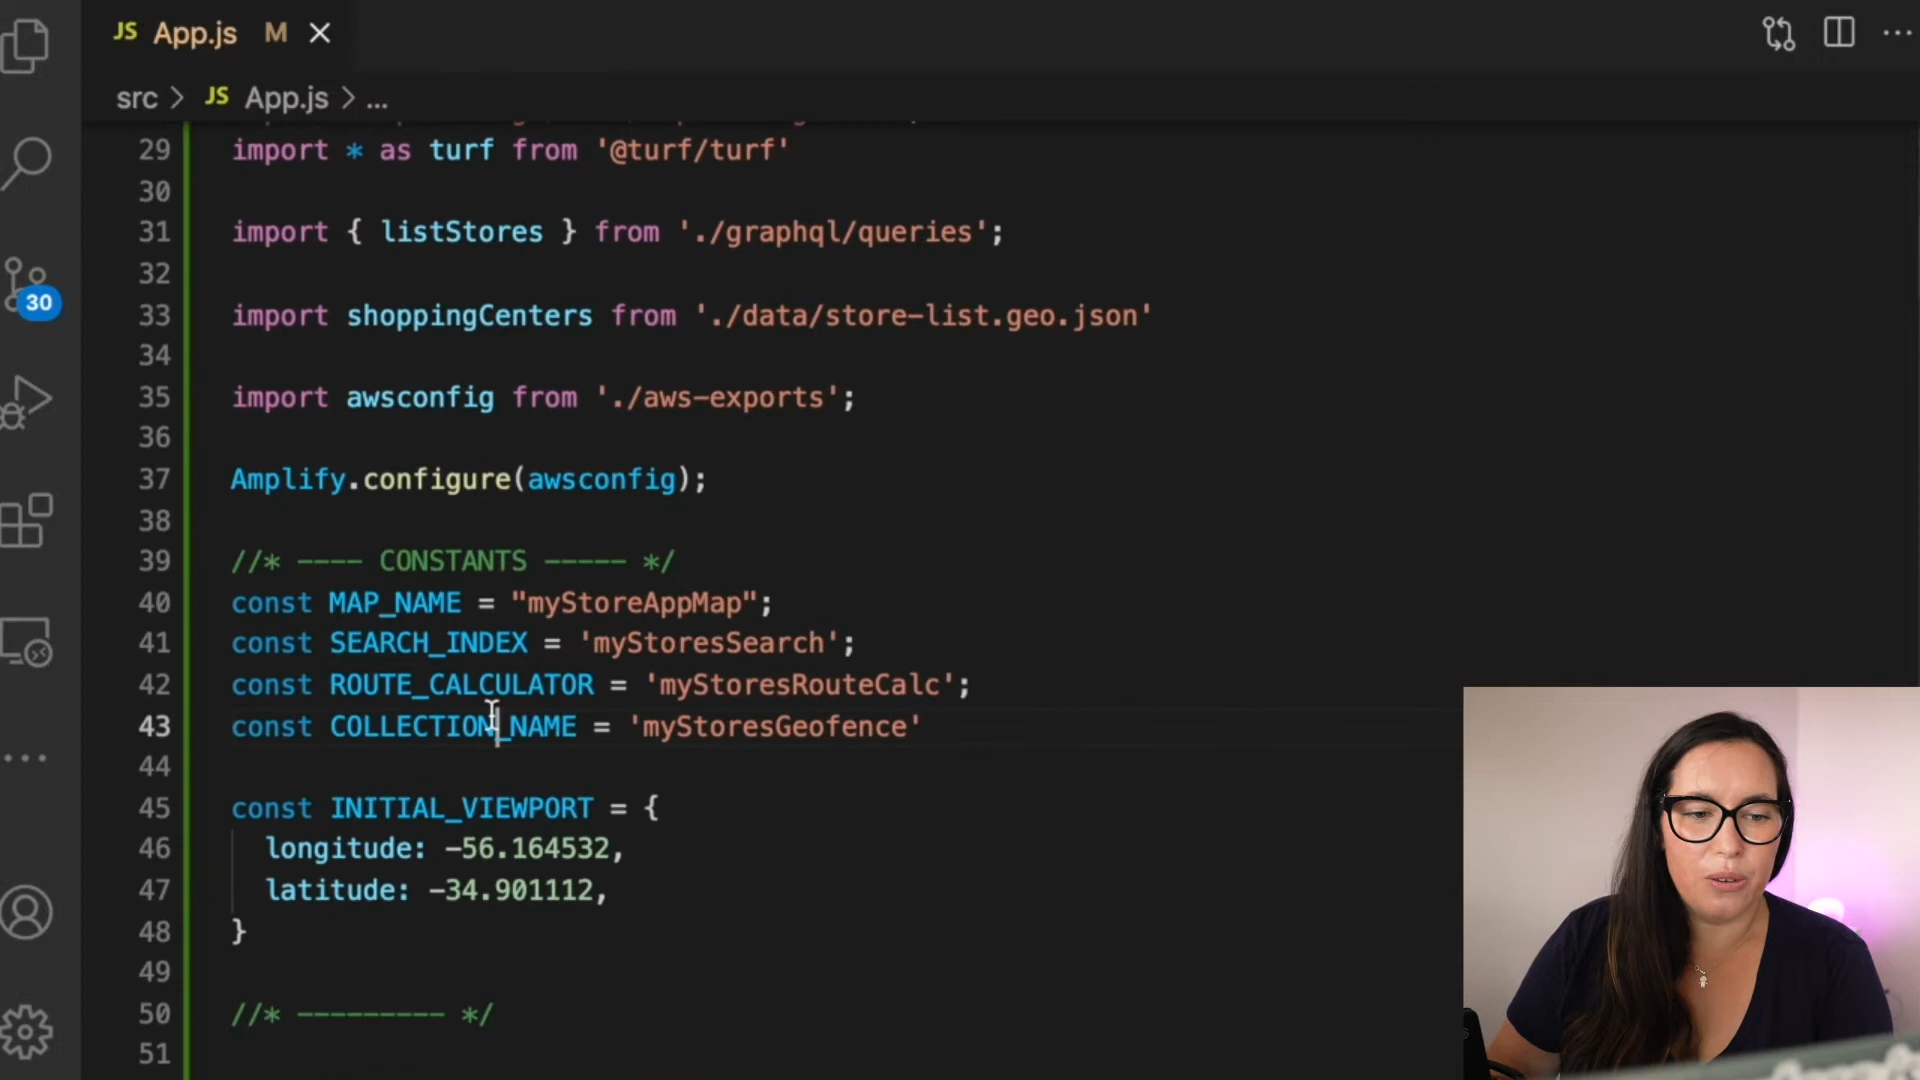 JS App.js M
src > JS App.js > ...
29 import * as turf from '@turf/turf'
30
31 import { listStores } from './graphql/queries';
32
33 import shoppingCenters from './data/store-list.geo.json'
34
35 import awsconfig from './aws-exports';
36
37 Amplify.configure(awsconfig);
38
39 //* ---- CONSTANTS ----- */
40 const MAP_NAME = "myStoreAppMap";
41 const SEARCH_INDEX = 'myStoresSearch';
42 const ROUTE_CALCULATOR = 'myStoresRouteCalc';
43 const COLLECTION_NAME = 'myStoresGeofence'
44
45 const INITIAL_VIEWPORT = {
46 longitude: -56.164532,
47 latitude: -34.901112,
48 }
49
50 //* --------- */
51
30